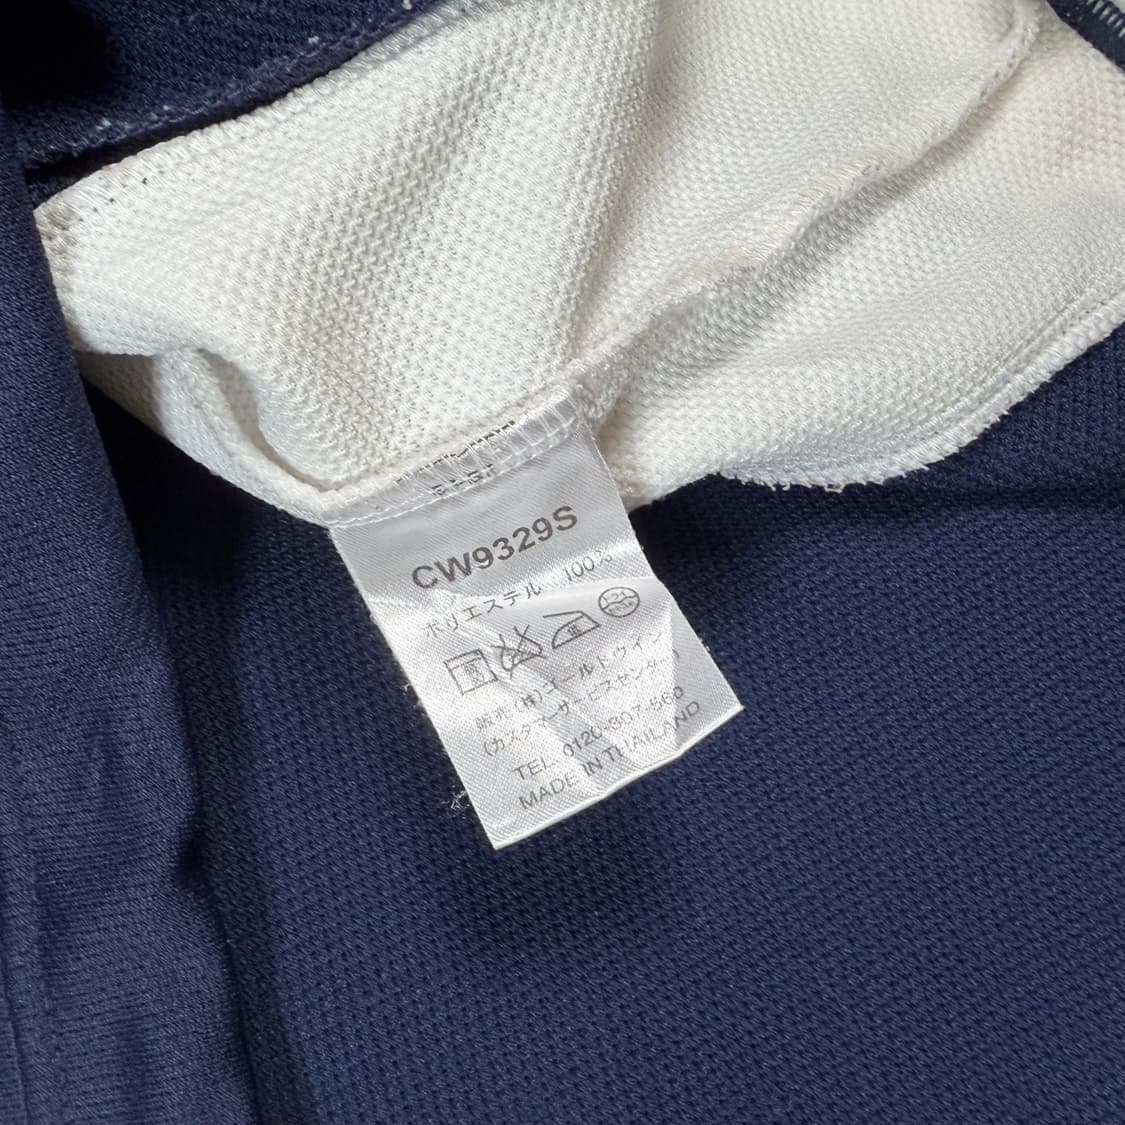 CW9329S
ポリエステル 100%
販売 (株)ゴールドウイン
(カスタマーサービスセンター)
TEL. 0120-307-560
MADE IN THAILAND